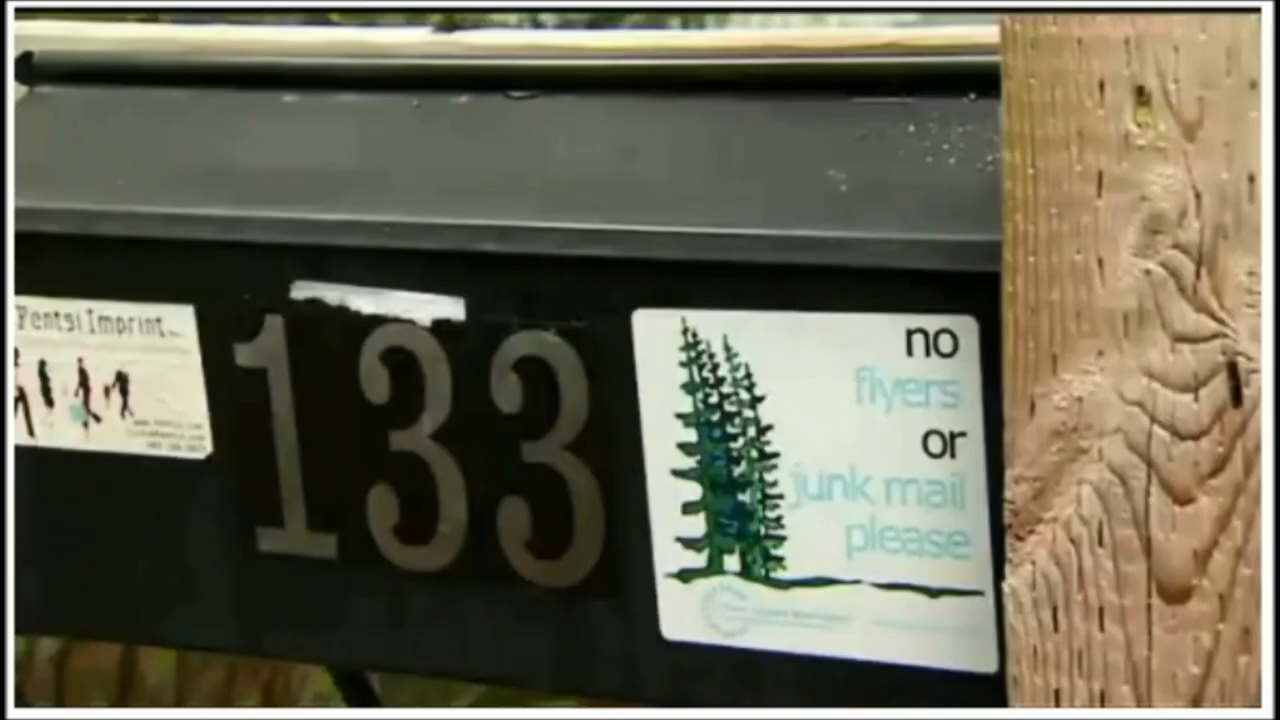 Pentsi Imprint
133
no
flyers
or
junk mail
please